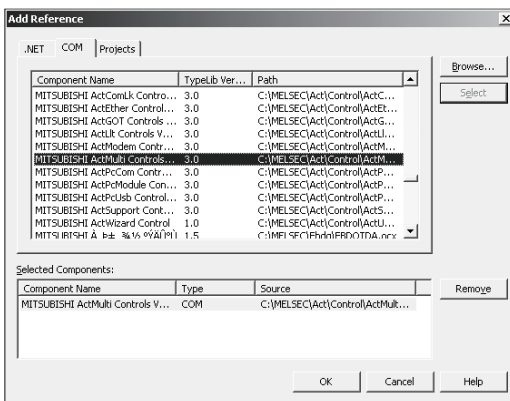 Add Reference
.NET COM Projects
Component Name TypeLib Ver... Path
MITSUBISHI ActComLk Contro... 3.0 C:\MELSEC\Act\Control\ActC...
MITSUBISHI ActEther Control... 3.0 C:\MELSEC\Act\Control\ActEt...
MITSUBISHI ActGOT Controls ... 3.0 C:\MELSEC\Act\Control\ActG...
MITSUBISHI ActLlt Controls V... 3.0 C:\MELSEC\Act\Control\ActLl...
MITSUBISHI ActModem Contr... 3.0 C:\MELSEC\Act\Control\ActM...
MITSUBISHI ActMulti Controls... 3.0 C:\MELSEC\Act\Control\ActM...
MITSUBISHI ActPcCom Contr... 3.0 C:\MELSEC\Act\Control\ActP...
MITSUBISHI ActPcModule Con... 3.0 C:\MELSEC\Act\Control\ActP...
MITSUBISHI ActPcUsb Control... 3.0 C:\MELSEC\Act\Control\ActP...
MITSUBISHI ActSupport Cont... 3.0 C:\MELSEC\Act\Control\ActS...
MITSUBISHI ActWizard Control 1.0 C:\MELSEC\Act\Control\ActU...
MITSUBISHI 1.5
Browse...
Select
Selected Components:
Component Name Type Source
MITSUBISHI ActMulti Controls V... COM C:\MELSEC\Act\Control\ActMult...
Remove
OK Cancel Help